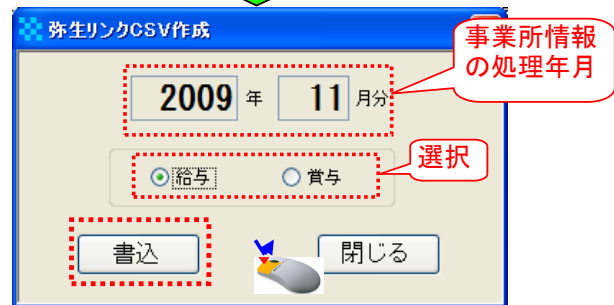 弥生リンクCSV作成
事業所情報
の処理年月
2009 年 11 月分
選択
給与 賞与
書込 閉じる